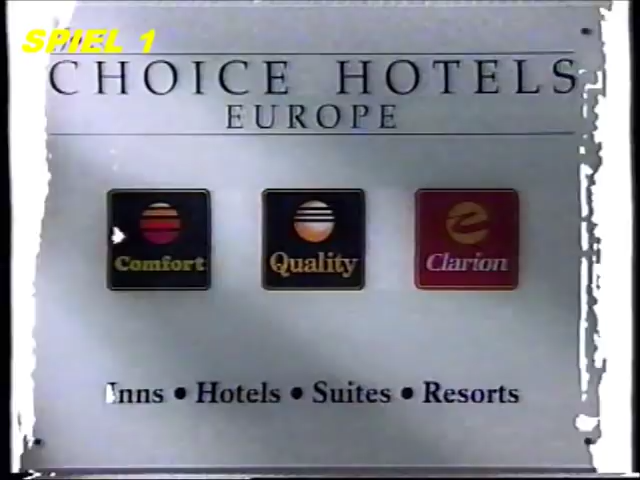 SPIEL 1
CHOICE HOTELS
EUROPE
Comfort Quality Clarion
Inns • Hotels • Suites • Resorts